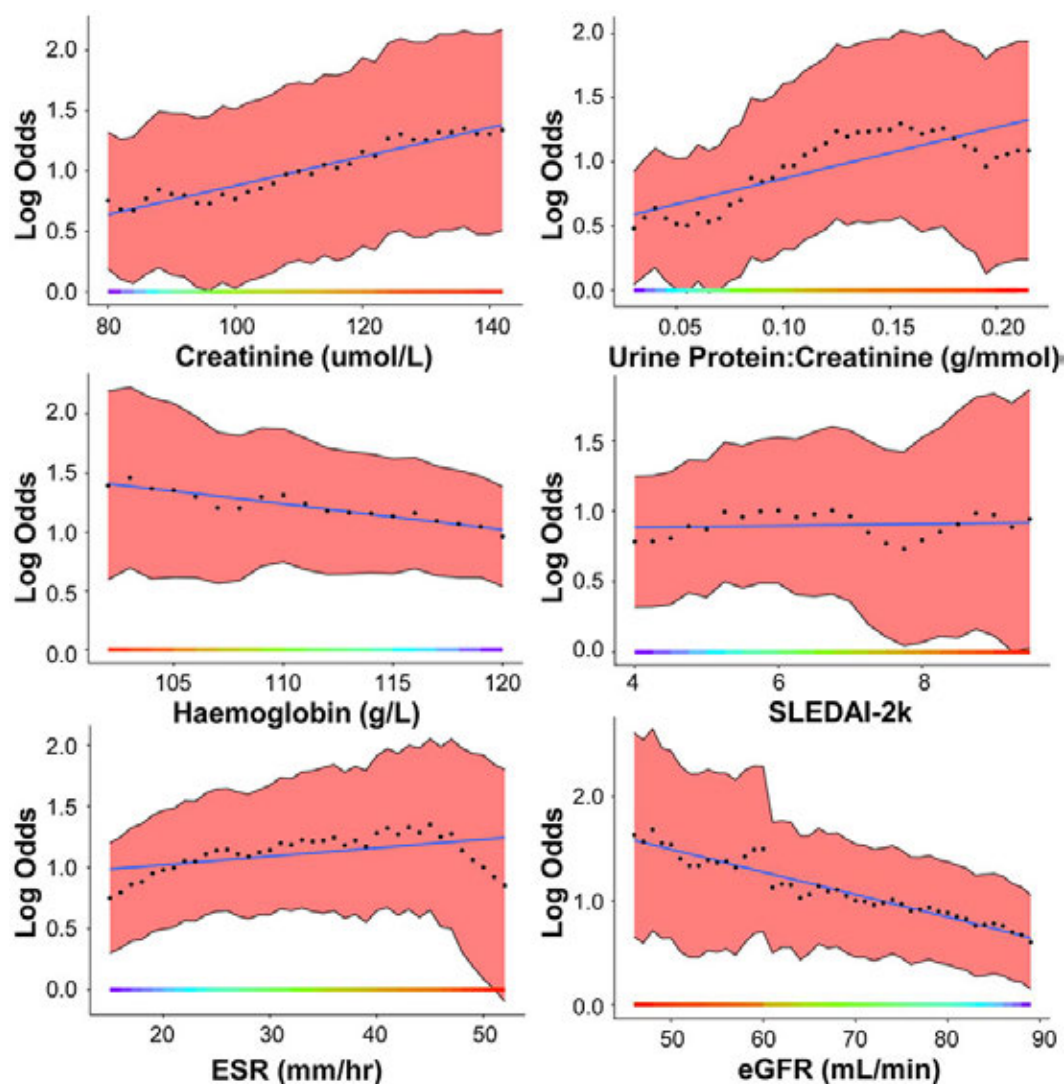 2.0
1.5
1.0
0.5
0.0
Log Odds
80 100 120 140
Creatinine (umol/L)
2.0
1.5
1.0
0.5
0.0
Log Odds
0.05 0.10 0.15 0.20
Urine Protein:Creatinine (g/mmol)
2.0
1.5
1.0
0.5
0.0
Log Odds
105 110 115 120
Haemoglobin (g/L)
1.5
1.0
0.5
0.0
Log Odds
4 6 8
SLEDAI-2k
2.0
1.5
1.0
0.5
0.0
Log Odds
20 30 40 50
ESR (mm/hr)
2.0
1.0
0.0
Log Odds
50 60 70 80 90
eGFR (mL/min)